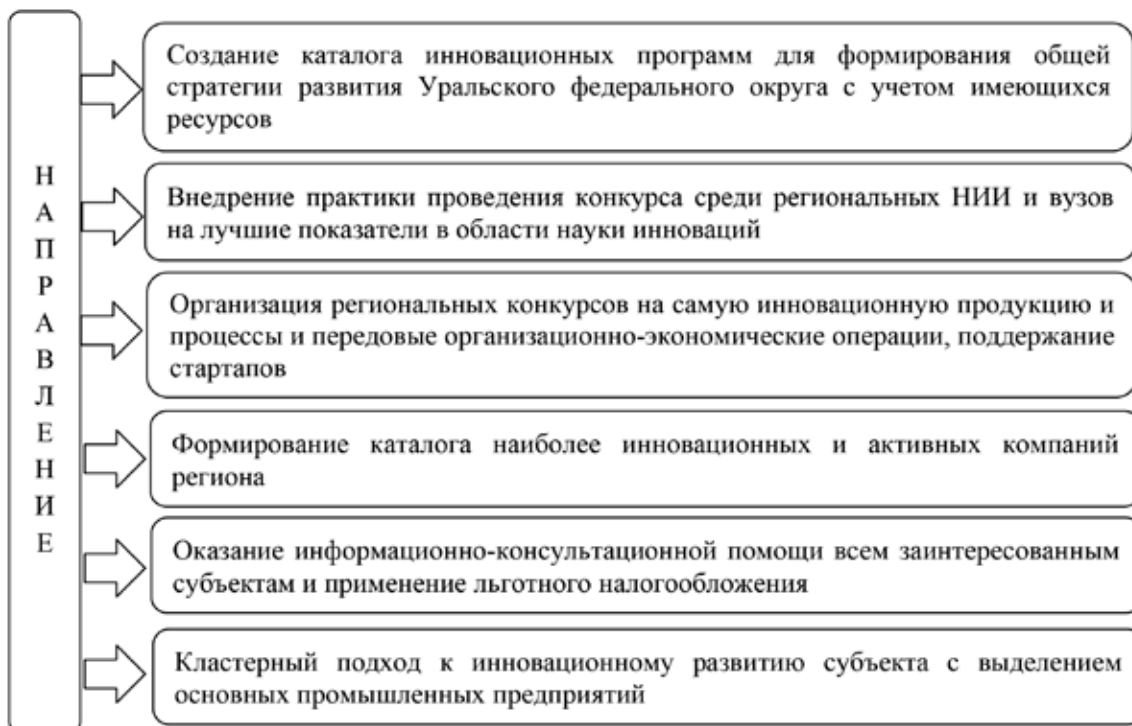 НАПРАВЛЕНИЕ
Создание каталога инновационных программ для формирования общей
стратегии развития Уральского федерального округа с учетом имеющихся
ресурсов
Внедрение практики проведения конкурса среди региональных НИИ и вузов
на лучшие показатели в области науки инноваций
Организация региональных конкурсов на самую инновационную продукцию и
процессы и передовые организационно-экономические операции, поддержание
стартапов
Формирование каталога наиболее инновационных и активных компаний
региона
Оказание информационно-консультационной помощи всем заинтересованным
субъектам и применение льготного налогообложения
Кластерный подход к инновационному развитию субъекта с выделением
основных промышленных предприятий